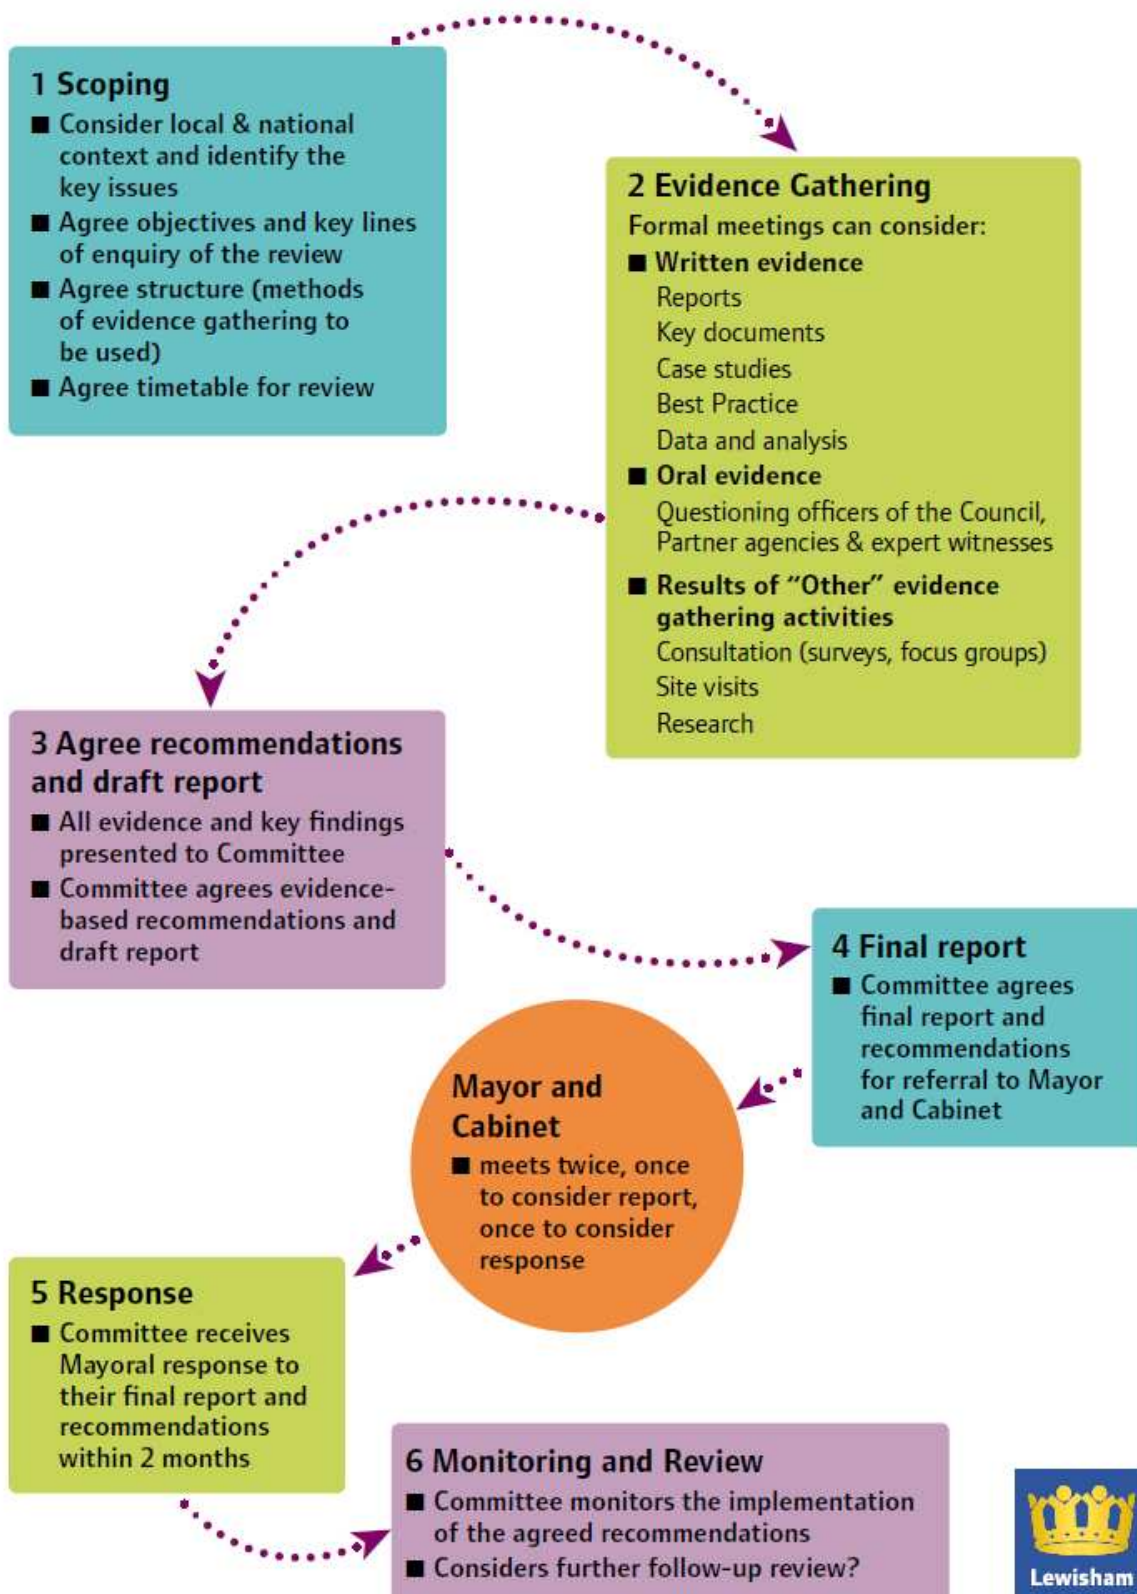 1 Scoping
■ Consider local & national
context and identify the
key issues
■ Agree objectives and key lines
of enquiry of the review
■ Agree structure (methods
of evidence gathering to
be used)
■ Agree timetable for review
2 Evidence Gathering
Formal meetings can consider:
■ Written evidence
Reports
Key documents
Case studies
Best Practice
Data and analysis
■ Oral evidence
Questioning officers of the Council,
Partner agencies & expert witnesses
■ Results of “Other” evidence
gathering activities
Consultation (surveys, focus groups)
Site visits
Research
3 Agree recommendations
and draft report
■ All evidence and key findings
presented to Committee
■ Committee agrees evidence-
based recommendations and
draft report
4 Final report
■ Committee agrees
final report and
recommendations
for referral to Mayor
and Cabinet
Mayor and
Cabinet
■ meets twice, once
to consider report,
once to consider
response
5 Response
■ Committee receives
Mayoral response to
their final report and
recommendations
within 2 months
6 Monitoring and Review
■ Committee monitors the implementation
of the agreed recommendations
■ Considers further follow-up review?
Lewisham